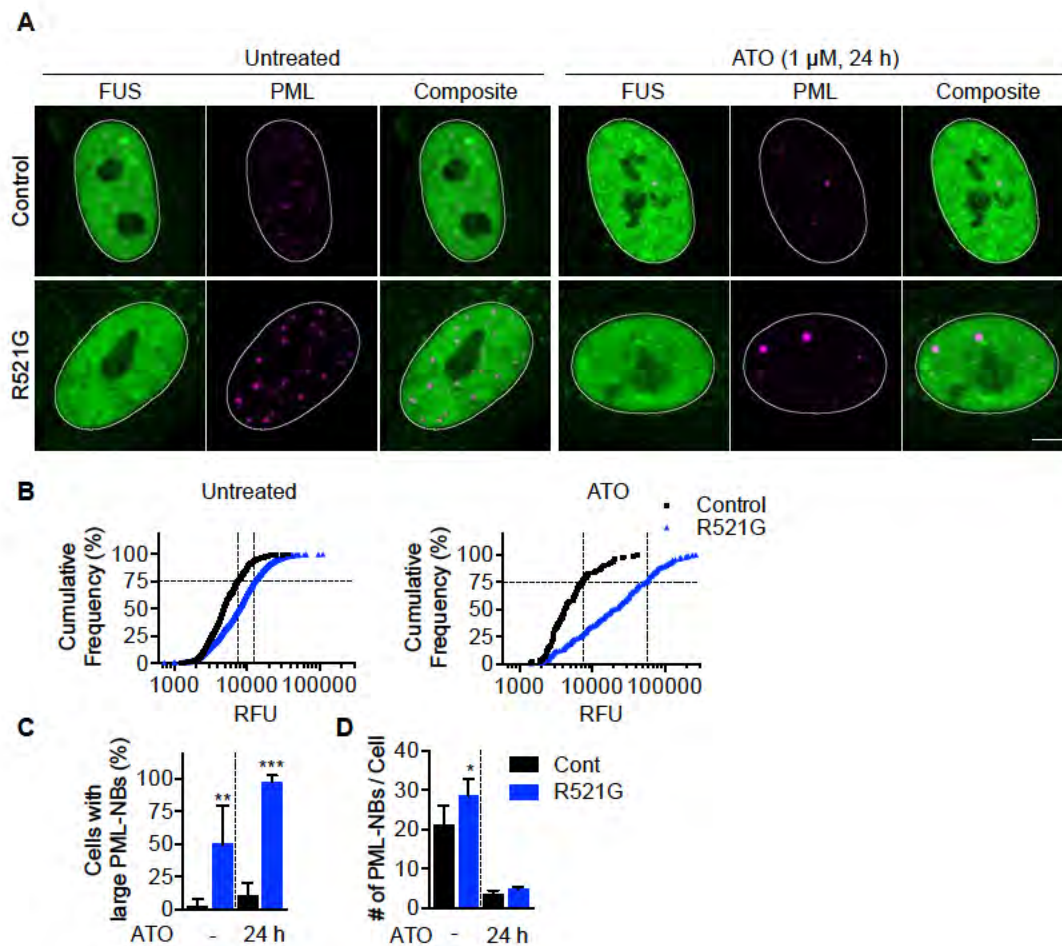 A
Untreated
ATO (1 µM, 24 h)
FUS PML Composite FUS PML Composite
Control
R521G
B
Untreated
ATO
Control
R521G
Cumulative
Frequency (%)
100
75
50
25
0
1000 10000 100000
RFU
Cumulative
Frequency (%)
100
75
50
25
0
1000 10000 100000
RFU
C
Cells with
large PML-NBs (%)
100
75
50
25
0
** ***
ATO - 24 h
D
# of PML-NBs / Cell
40
30
20
10
0
*
Cont
R521G
ATO - 24 h